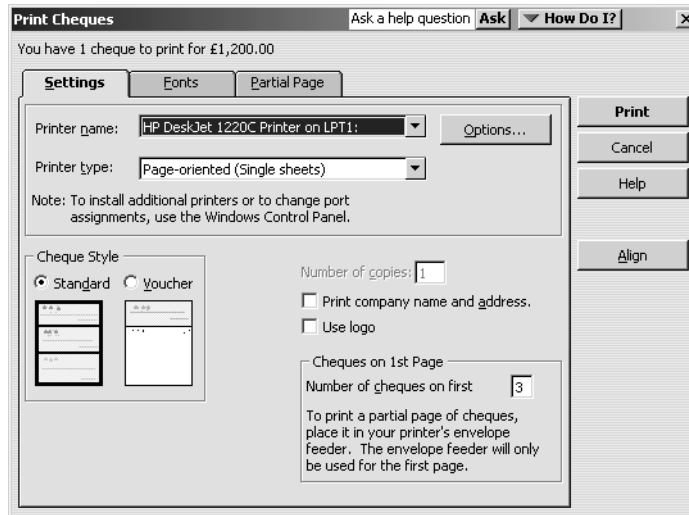 Print Cheques
Ask a help question Ask How Do I?
You have 1 cheque to print for £1,200.00
Settings Fonts Partial Page
Printer name: HP DeskJet 1220C Printer on LPT1: Options...
Printer type: Page-oriented (Single sheets)
Note: To install additional printers or to change port
assignments, use the Windows Control Panel.
Print
Cancel
Help
Align
Cheque Style
Standard Voucher
Number of copies: 1
Print company name and address.
Use logo
Cheques on 1st Page
Number of cheques on first 3
To print a partial page of cheques,
place it in your printer's envelope
feeder. The envelope feeder will only
be used for the first page.